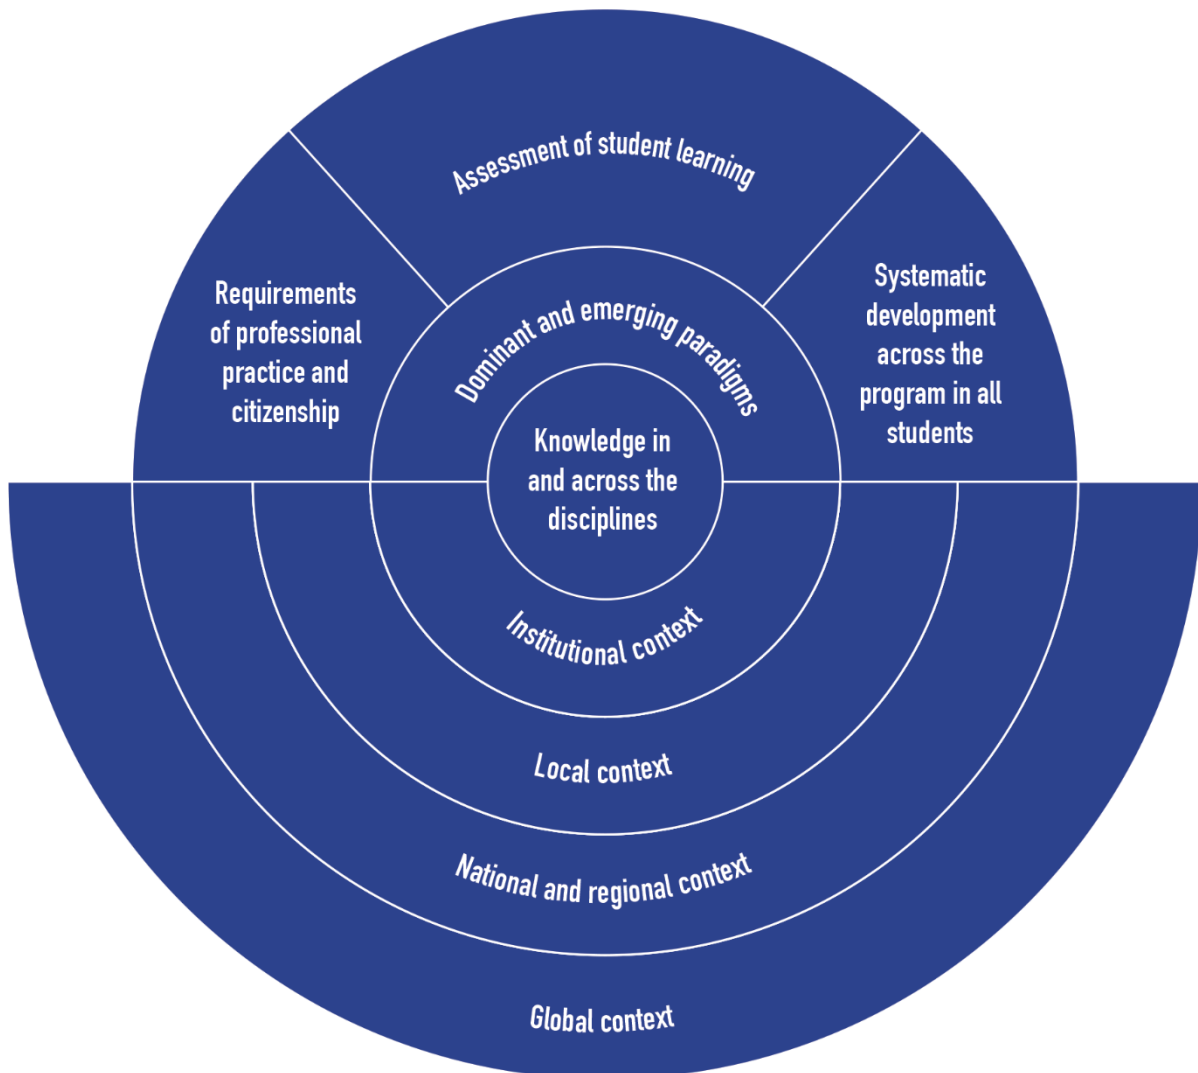 Assessment of student learning
Requirements
of professional
practice and
citizenship
Systematic
development
across the
program in all
students
Dominant and emerging paradigms
Knowledge in
and across the
disciplines
Institutional context
Local context
National and regional context
Global context